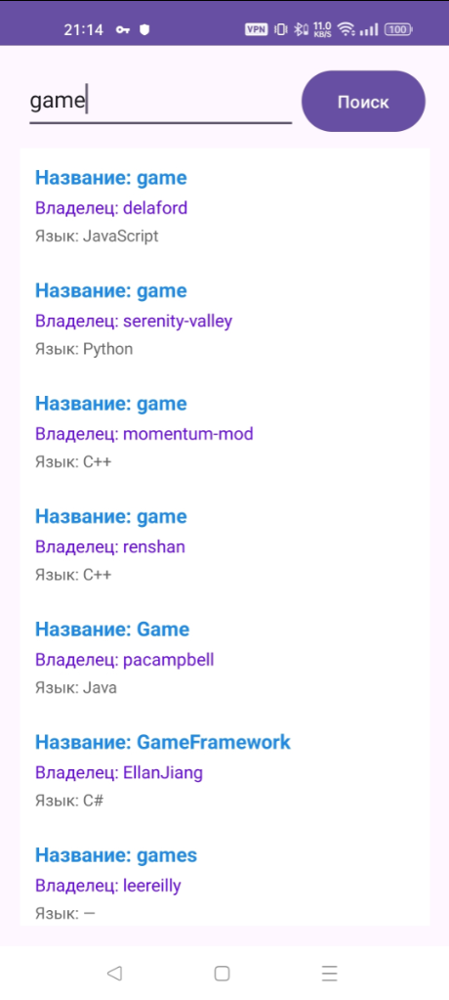 21:14 VPN 11.0 KB/S 100
game Поиск
Название: game
Владелец: delaford
Язык: JavaScript
Название: game
Владелец: serenity-valley
Язык: Python
Название: game
Владелец: momentum-mod
Язык: C++
Название: game
Владелец: renshan
Язык: C++
Название: Game
Владелец: pacampbell
Язык: Java
Название: GameFramework
Владелец: EllanJiang
Язык: C#
Название: games
Владелец: leereilly
Язык: —